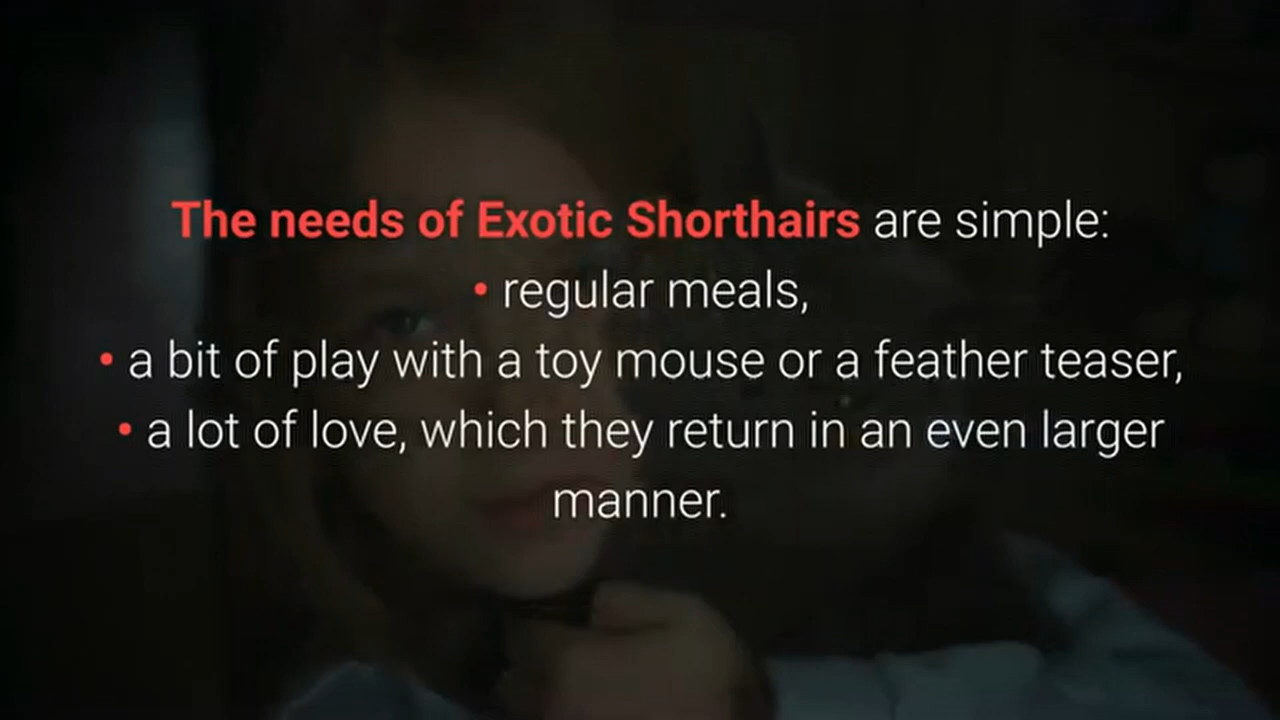 The needs of Exotic Shorthairs are simple:
• regular meals,
• a bit of play with a toy mouse or a feather teaser,
• a lot of love, which they return in an even larger
manner.